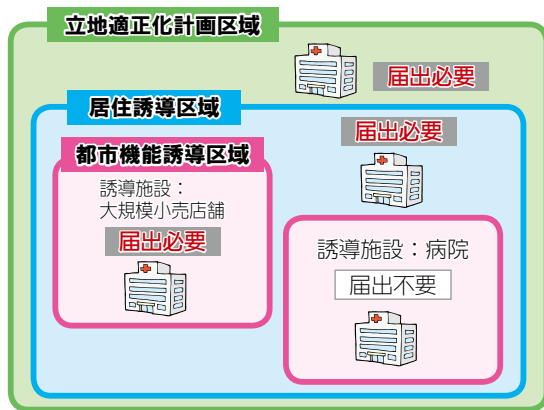 立地適正化計画区域
届出必要
居住誘導区域
届出必要
都市機能誘導区域
誘導施設：
大規模小売店舗
届出必要
誘導施設：病院
届出不要